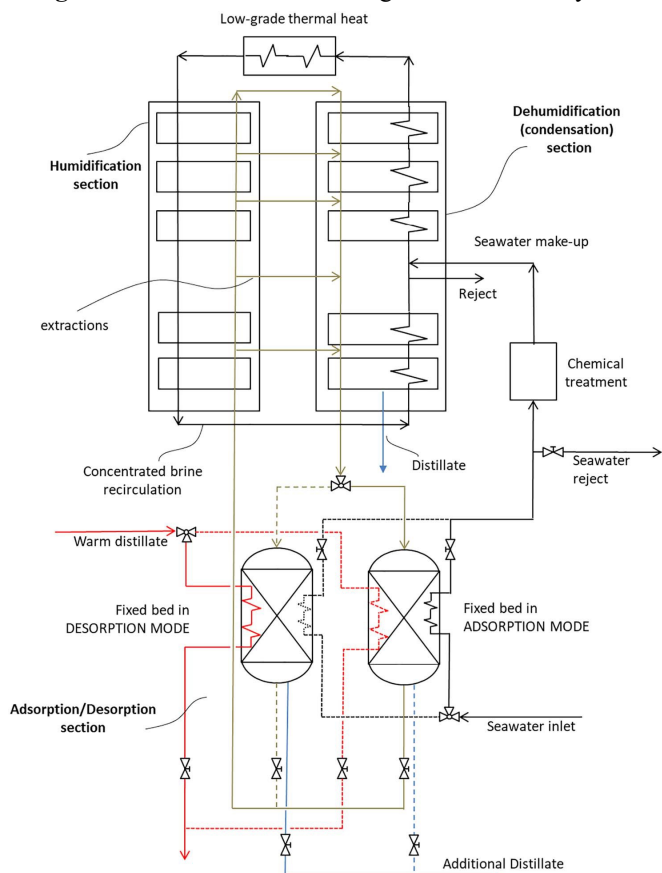 Low-grade thermal heat
Dehumidification
(condensation)
section
Humidification
section
Seawater make-up
Reject
extractions
Chemical
treatment
Concentrated brine
recirculation
Distillate
Seawater
reject
Warm distillate
Fixed bed in
DESORPTION MODE
Fixed bed in
ADSORPTION MODE
Adsorption/Desorption
section
Seawater inlet
Additional Distillate